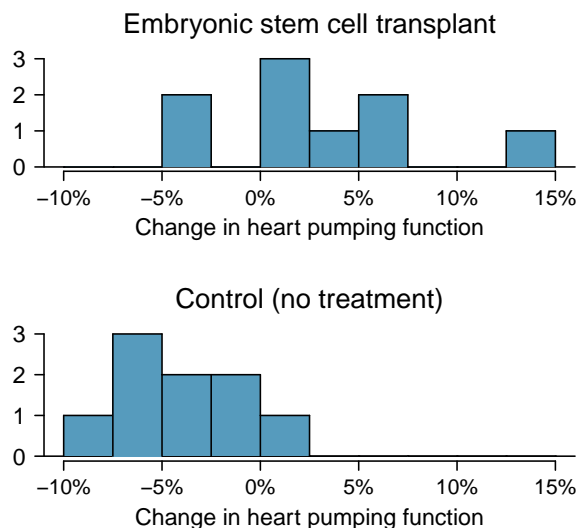 Embryonic stem cell transplant
3
2
1
0
−10% −5% 0% 5% 10% 15%
Change in heart pumping function
Control (no treatment)
3
2
1
0
−10% −5% 0% 5% 10% 15%
Change in heart pumping function